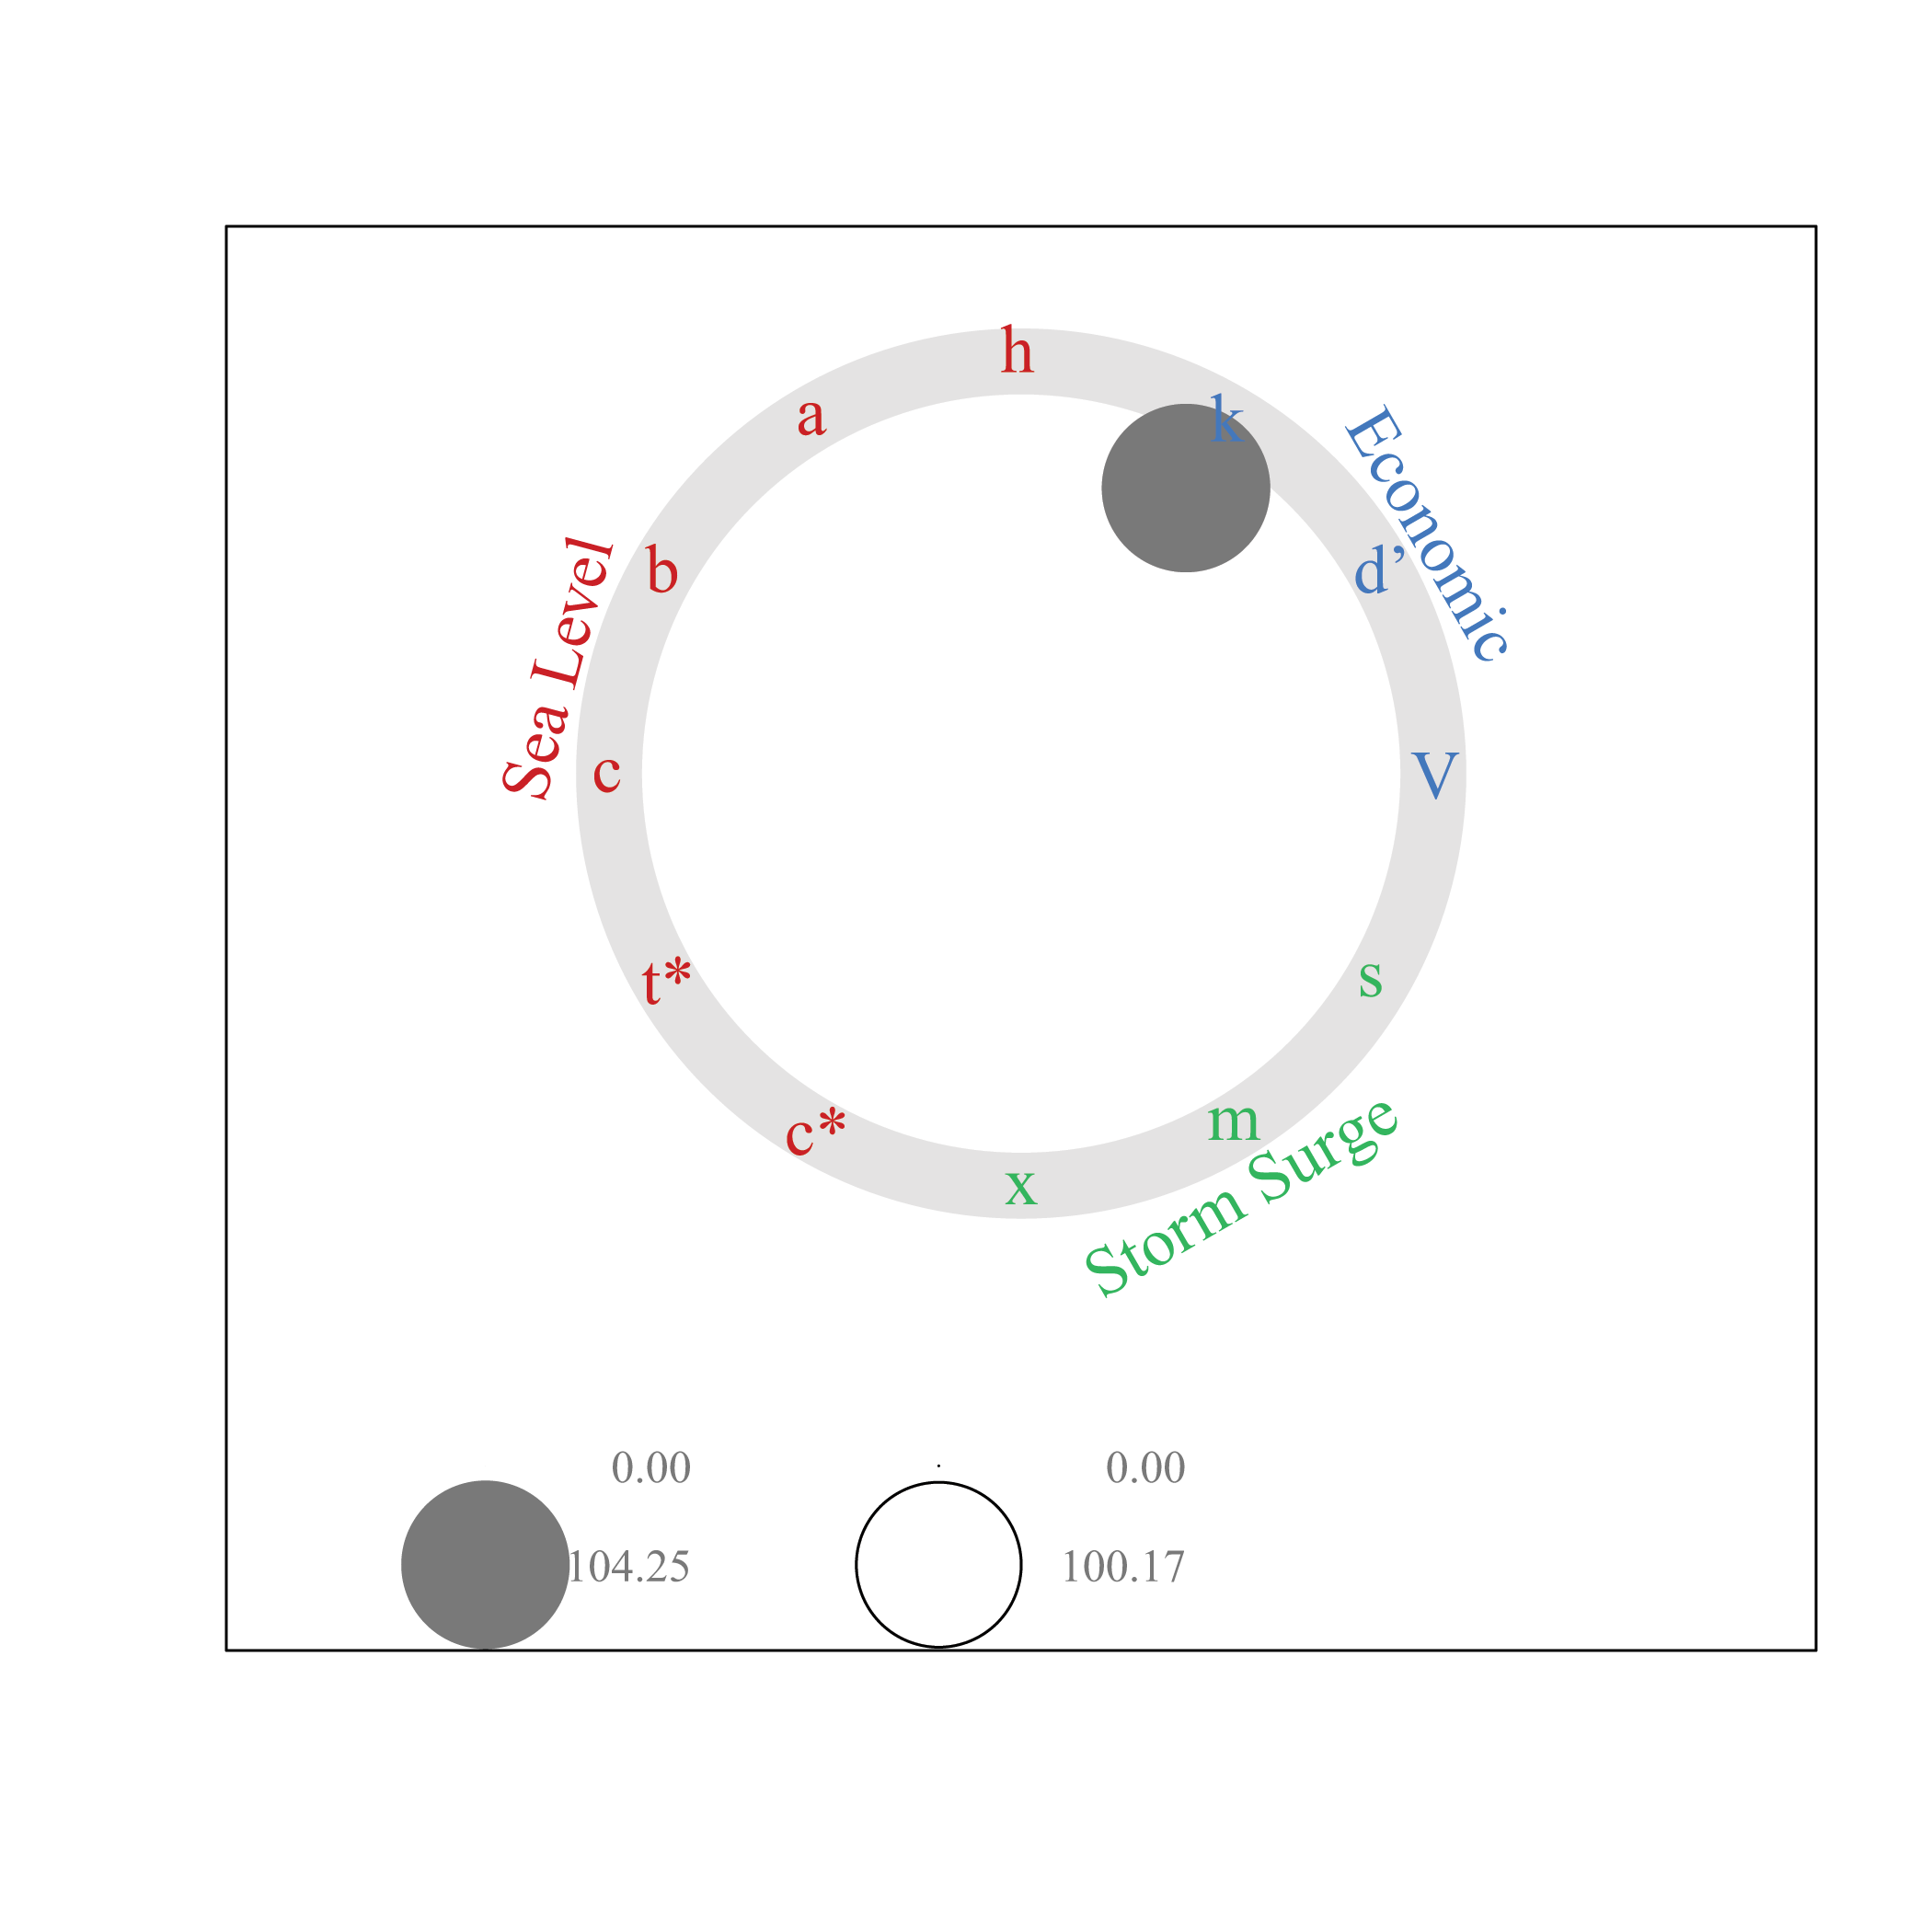 h
a
k
Economic
Sea Level
b
d’
c
V
t*
s
c*
m
x
Storm Surge
0.00
0.00
104.25
100.17